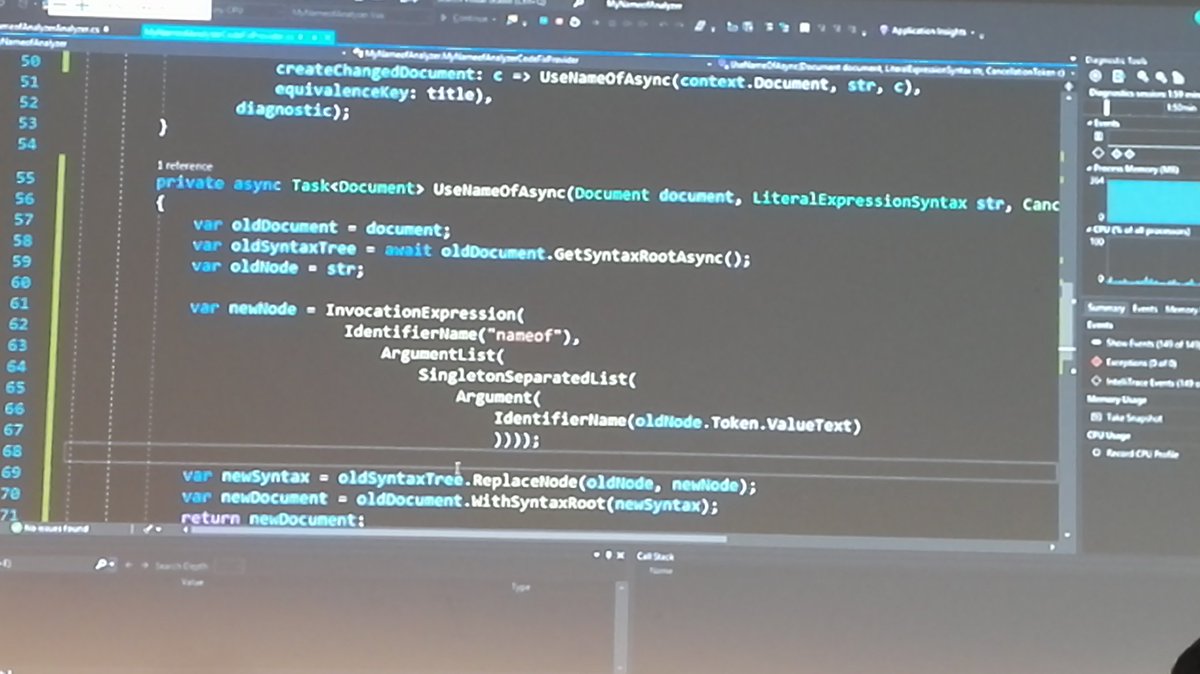 MyNameofAnalyzer
Application Insights
MyNameofAnalyzer.MyNameofAnalyzerCodeFixProvider
UseNameOfAsync(Document document, LiteralExpressionSyntax str, CancellationToken c)
50
51 createChangedDocument: c => UseNameOfAsync(context.Document, str, c),
52 equivalenceKey: title),
53 diagnostic);
54 }
1 reference
55 private async Task<Document> UseNameOfAsync(Document document, LiteralExpressionSyntax str, Canc
56 {
57 var oldDocument = document;
58 var oldSyntaxTree = await oldDocument.GetSyntaxRootAsync();
59 var oldNode = str;
60
61 var newNode = InvocationExpression(
62 IdentifierName("nameof"),
63 ArgumentList(
64 SingletonSeparatedList(
65 Argument(
66 IdentifierName(oldNode.Token.ValueText)
67 ))));
68
69 var newSyntax = oldSyntaxTree.ReplaceNode(oldNode, newNode);
70 var newDocument = oldDocument.WithSyntaxRoot(newSyntax);
71 return newDocument;
No issues found
Search Depth
Value
Type
Call Stack
Name
Diagnostic Tools
Diagnostics session: 1:59 min
1:50min
Events
Process Memory (MB)
364
0
CPU (% of all processors)
100
0
Summary Events Memory
Events
Show Events (149 of 149
Exceptions (0 of 0)
IntelliTrace Events (149 o
Memory Usage
Take Snapshot
CPU Usage
Record CPU Profile